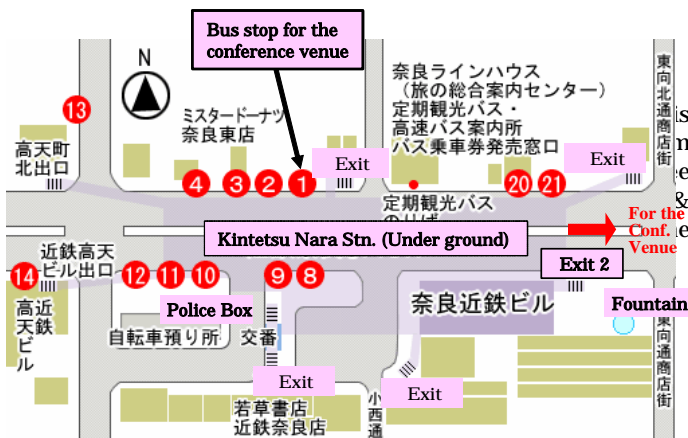 Bus stop for the
conference venue
N
奈良ラインハウス
（旅の総合案内センター）
定期観光バス・
高速バス案内所
バス乗車券発売窓口
東向北通商店街
13
ミスタードーナツ
奈良東店
高天町
北出口
Exit
Exit
4
3
2
1
20
21
定期観光バス
のりば
For the
Conf.
Venue
Kintetsu Nara Stn. (Under ground)
近鉄高天
ビル出口
Exit 2
14
12
11
10
9
8
近鉄
高天ビル
Police Box
奈良近鉄ビル
Fountain
自転車預り所
交番
東向通商店街
Exit
Exit
小西通
若草書店
近鉄奈良店